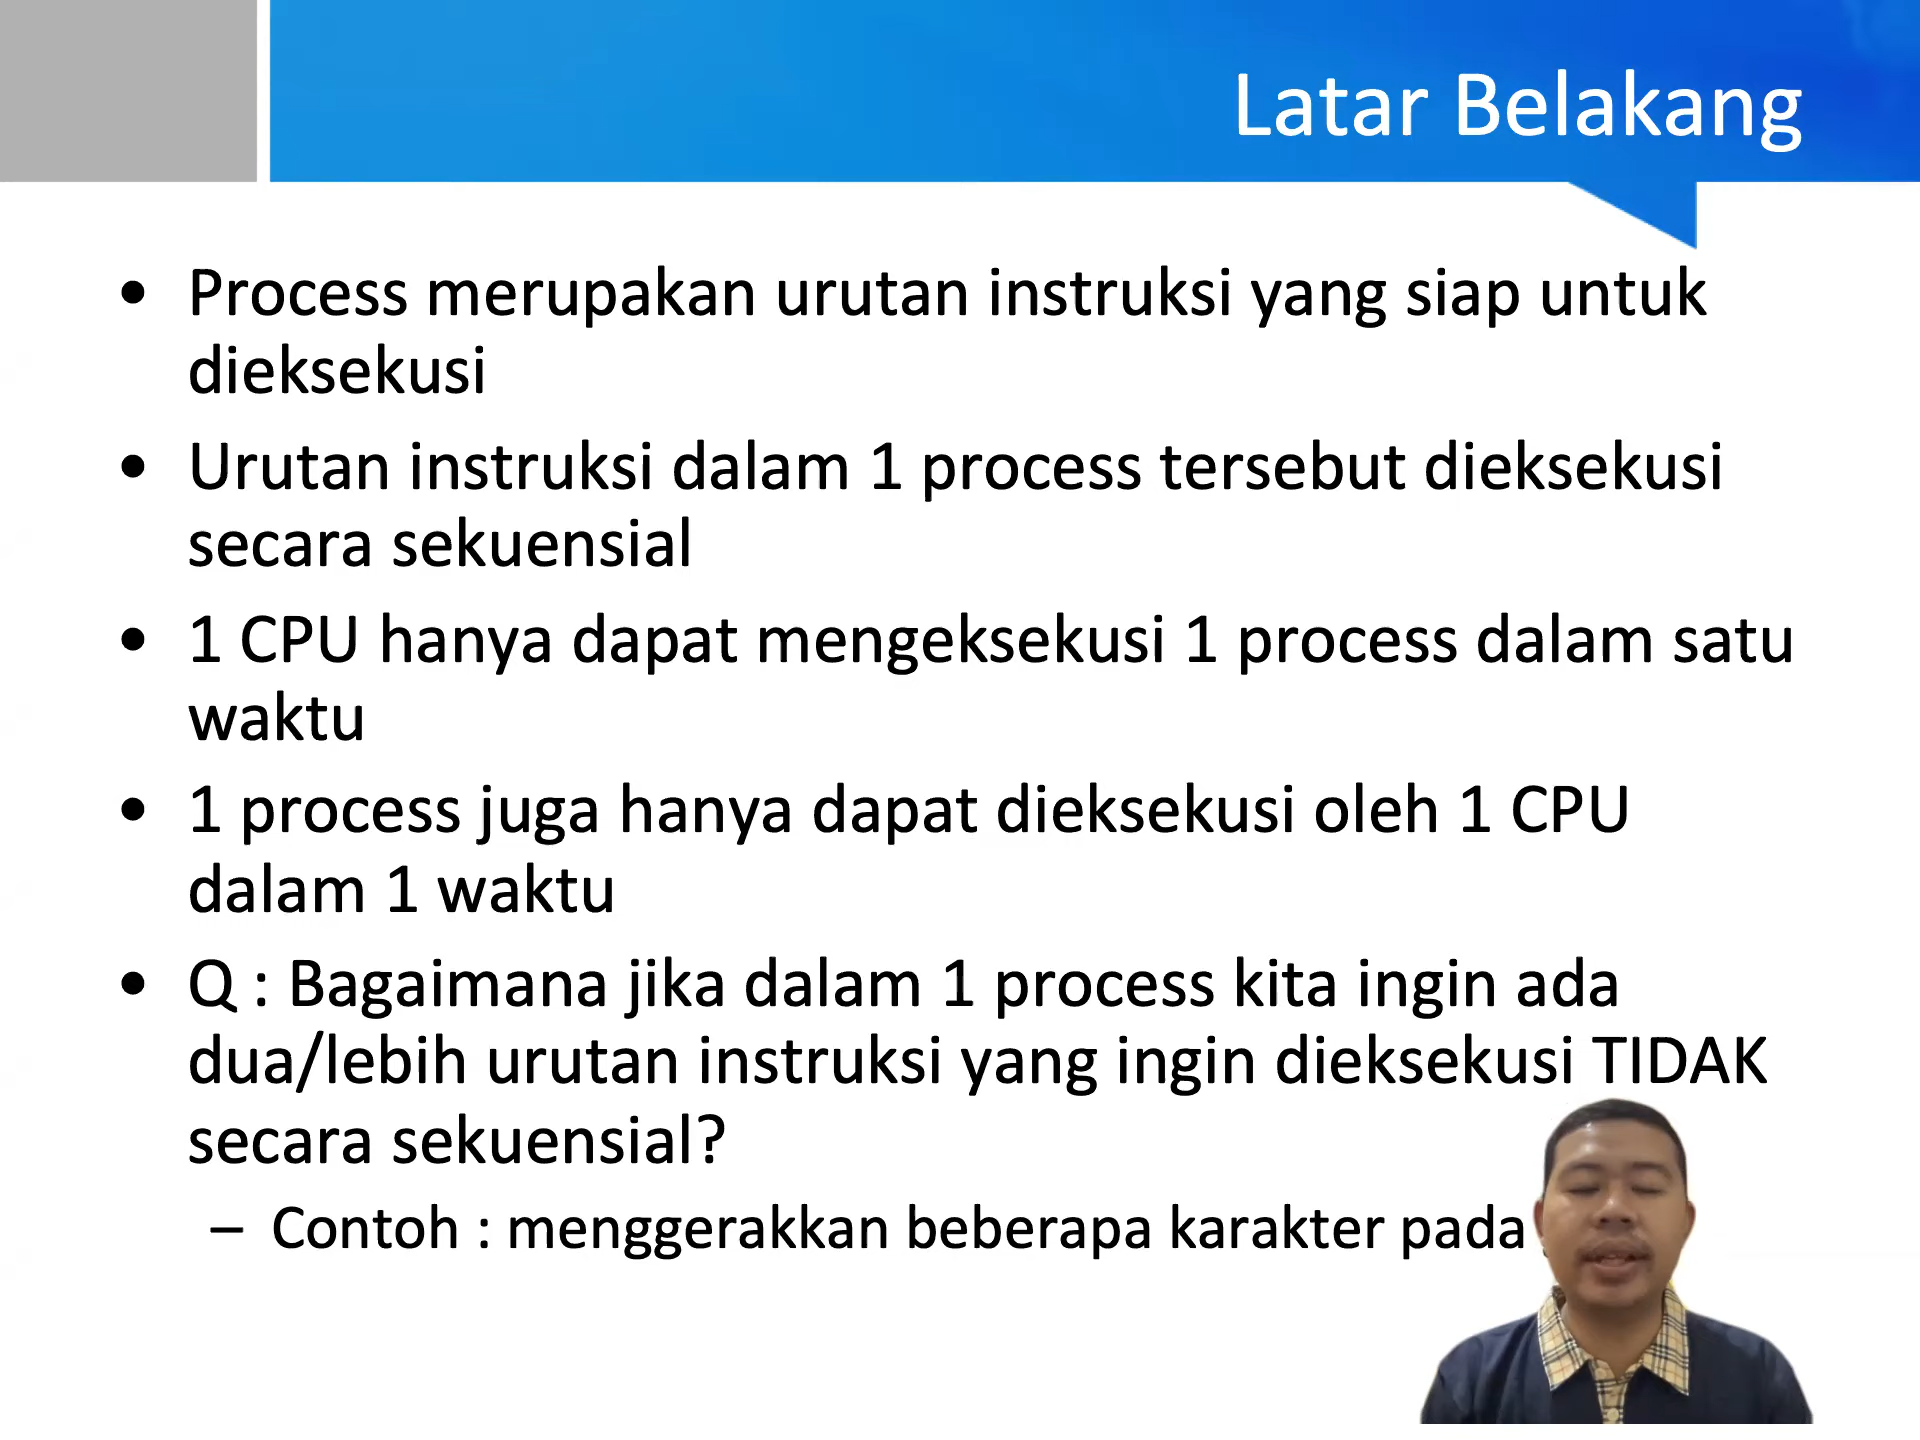 Latar Belakang
• Process merupakan urutan instruksi yang siap untuk
dieksekusi
• Urutan instruksi dalam 1 process tersebut dieksekusi
secara sekuensial
• 1 CPU hanya dapat mengeksekusi 1 process dalam satu
waktu
• 1 process juga hanya dapat dieksekusi oleh 1 CPU
dalam 1 waktu
• Q : Bagaimana jika dalam 1 process kita ingin ada
dua/lebih urutan instruksi yang ingin dieksekusi TIDAK
secara sekuensial?
– Contoh : menggerakkan beberapa karakter pada